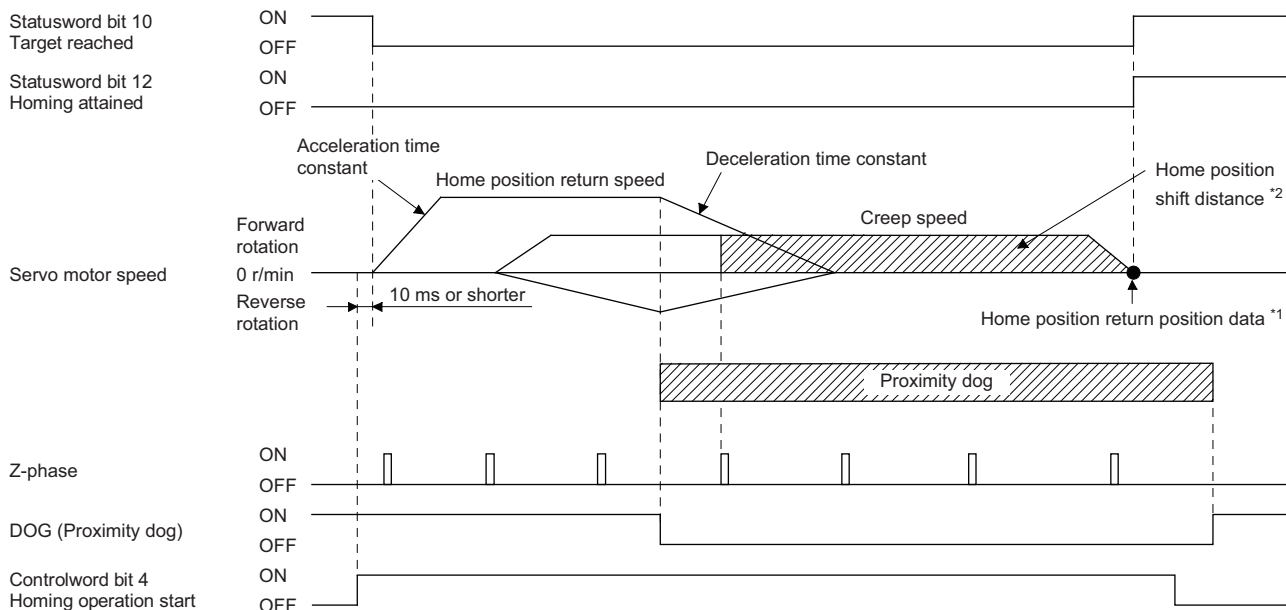 Statusword bit 10
Target reached
ON
OFF
Statusword bit 12
Homing attained
ON
OFF
Acceleration time
constant
Home position return speed
Deceleration time constant
Home position
shift distance *2
Creep speed
Forward
rotation
Servo motor speed
0 r/min
Reverse
rotation
10 ms or shorter
Home position return position data *1
Proximity dog
Z-phase
ON
OFF
DOG (Proximity dog)
ON
OFF
Controlword bit 4
Homing operation start
ON
OFF